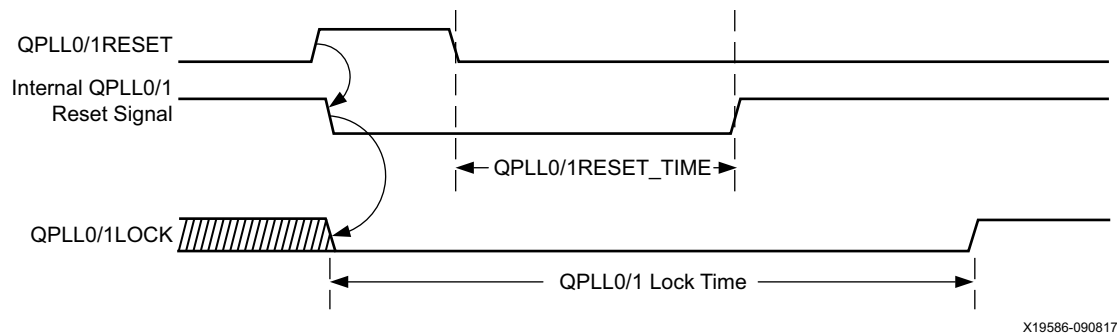 QPLL0/1RESET
Internal QPLL0/1
Reset Signal
QPLL0/1RESET_TIME
QPLL0/1LOCK
QPLL0/1 Lock Time
X19586-090817